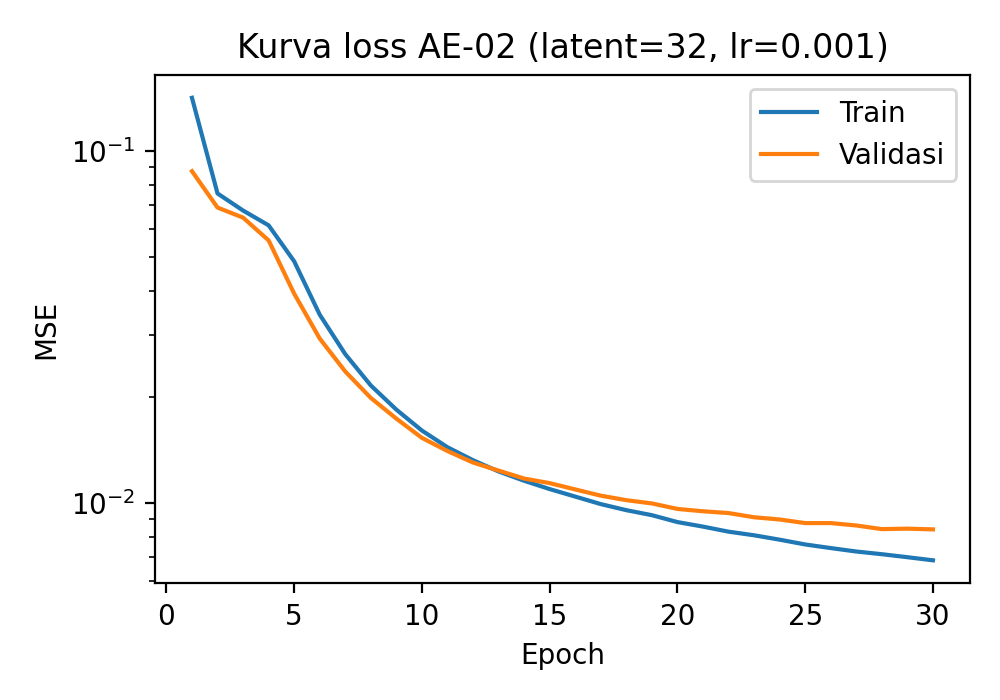 Kurva loss AE-02 (latent=32, lr=0.001)
Train
Validasi
10⁻¹
10⁻²
MSE
0 5 10 15 20 25 30
Epoch